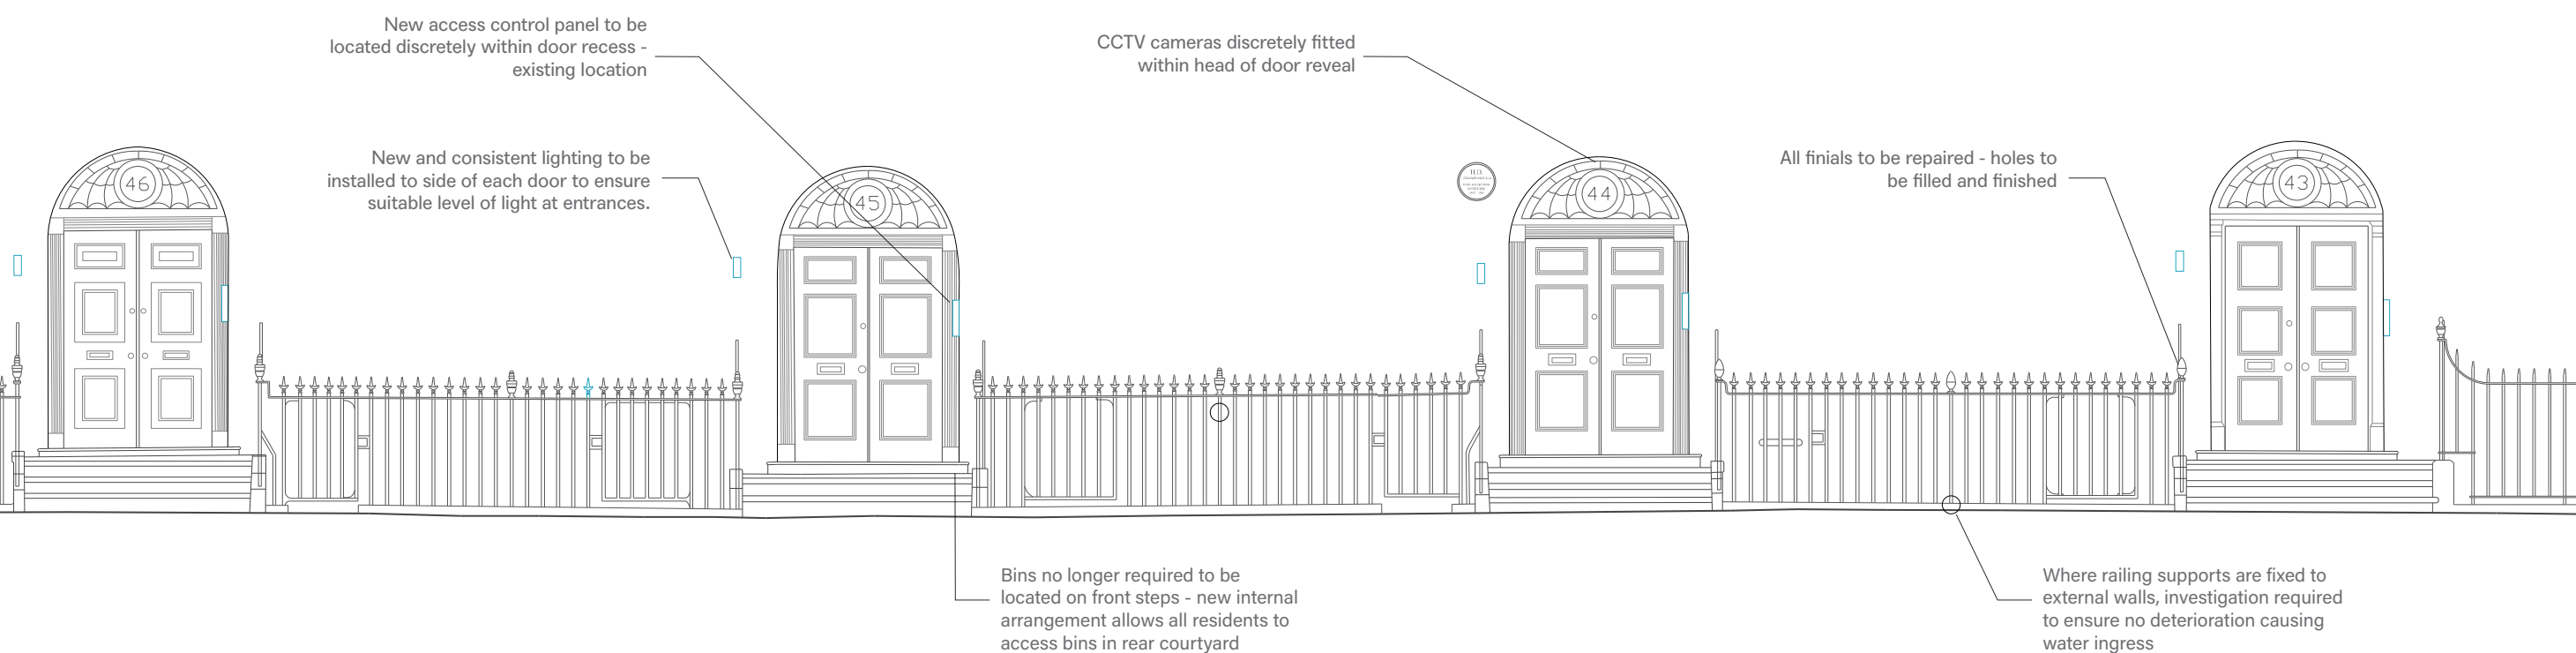 New access control panel to be
located discretely within door recess -
existing location
CCTV cameras discretely fitted
within head of door reveal
New and consistent lighting to be
installed to side of each door to ensure
suitable level of light at entrances.
All finials to be repaired - holes to
be filled and finished
46
45
44
43
H.D.
Bins no longer required to be
located on front steps - new internal
arrangement allows all residents to
access bins in rear courtyard
Where railing supports are fixed to
external walls, investigation required
to ensure no deterioration causing
water ingress